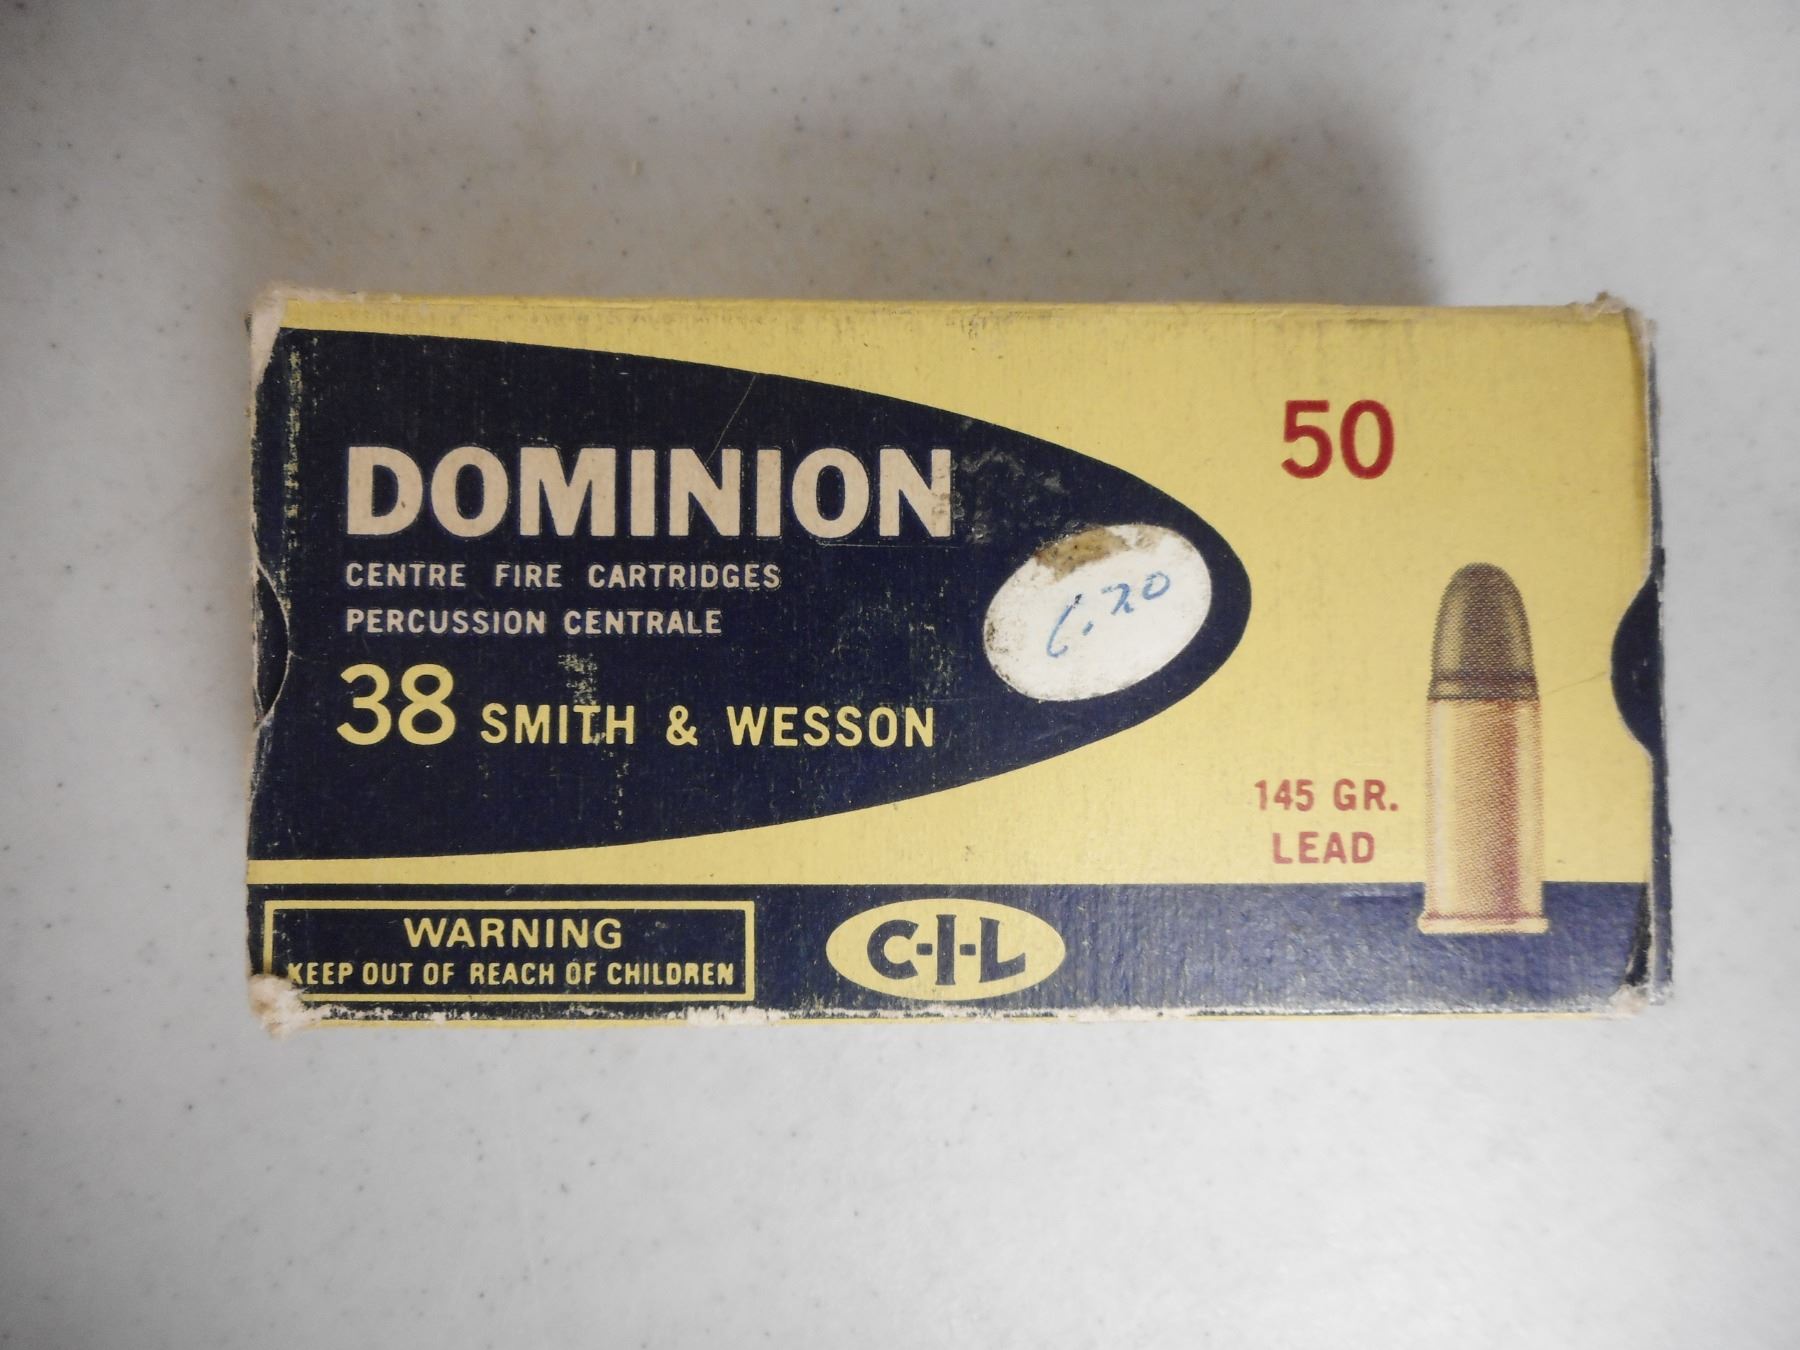 50
DOMINION
CENTRE FIRE CARTRIDGES
PERCUSSION CENTRALE
6.20
38 SMITH & WESSON
145 GR.
LEAD
WARNING
KEEP OUT OF REACH OF CHILDREN
C-I-L